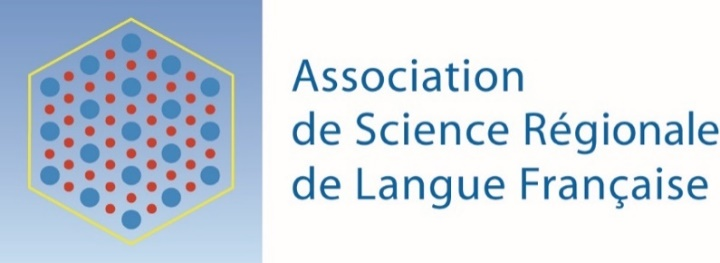 Association
de Science Régionale
de Langue Française